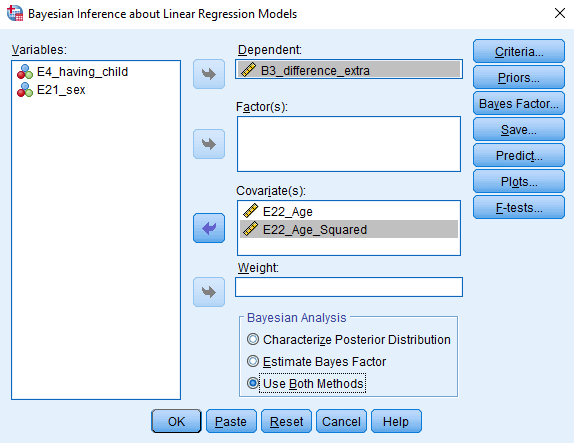 Bayesian Inference about Linear Regression Models
Variables:
E4_having_child
E21_sex
Dependent:
B3_difference_extra
Factor(s):
Covariate(s):
E22_Age
E22_Age_Squared
Weight:
Bayesian Analysis
Characterize Posterior Distribution
Estimate Bayes Factor
Use Both Methods
Criteria...
Priors...
Bayes Factor...
Save...
Predict...
Plots...
F-tests...
OK Paste Reset Cancel Help